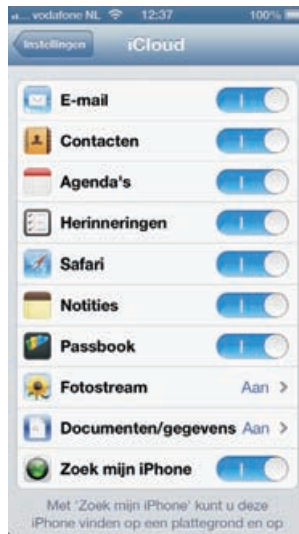 vodafone NL 12:37 100%
Instellingen iCloud
E-mail
Contacten
Agenda's
Herinneringen
Safari
Notities
Passbook
Fotostream Aan
Documenten/gegevens Aan
Zoek mijn iPhone
Met 'Zoek mijn iPhone' kunt u deze
iPhone vinden op een plattegrond en op